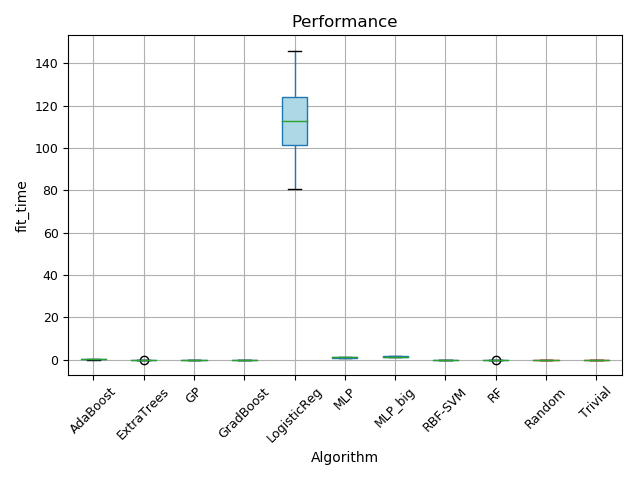 Performance
fit_time
140
120
100
80
60
40
20
0
AdaBoost
ExtraTrees
GP
GradBoost
LogisticReg
MLP
MLP_big
RBF-SVM
RF
Random
Trivial
Algorithm